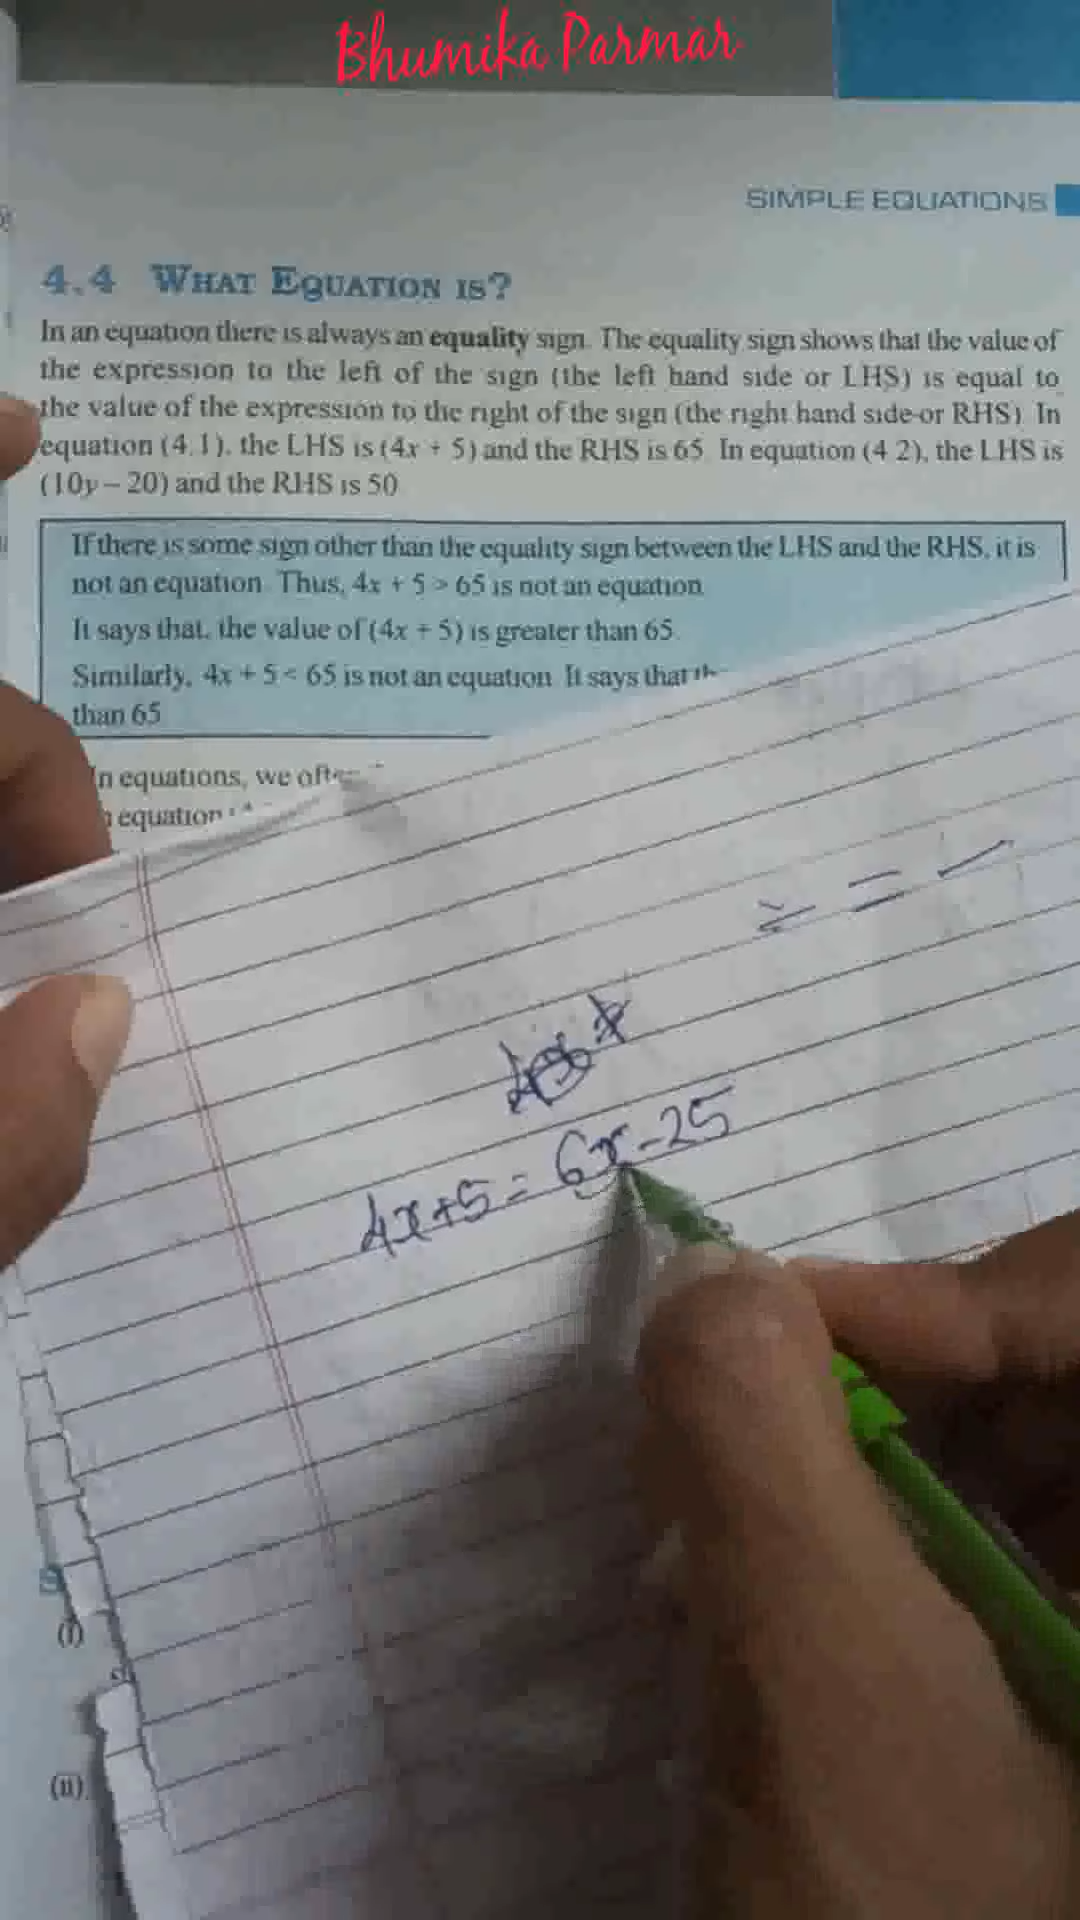 Bhumika Parmar
SIMPLE EQUATIONS
4.4 WHAT EQUATION IS?
In an equation there is always an equality sign. The equality sign shows that the value of
the expression to the left of the sign (the left hand side or LHS) is equal to
the value of the expression to the right of the sign (the right hand side or RHS). In
equation (4.1), the LHS is (4x + 5) and the RHS is 65. In equation (4.2), the LHS is
(10y – 20) and the RHS is 50.
If there is some sign other than the equality sign between the LHS and the RHS, it is
not an equation. Thus, 4x + 5 > 65 is not an equation.
It says that, the value of (4x + 5) is greater than 65.
Similarly, 4x + 5 < 65 is not an equation. It says that
than 65
In equations, we
equation
=
4x+5 = 6x-25
(i)
(ii)